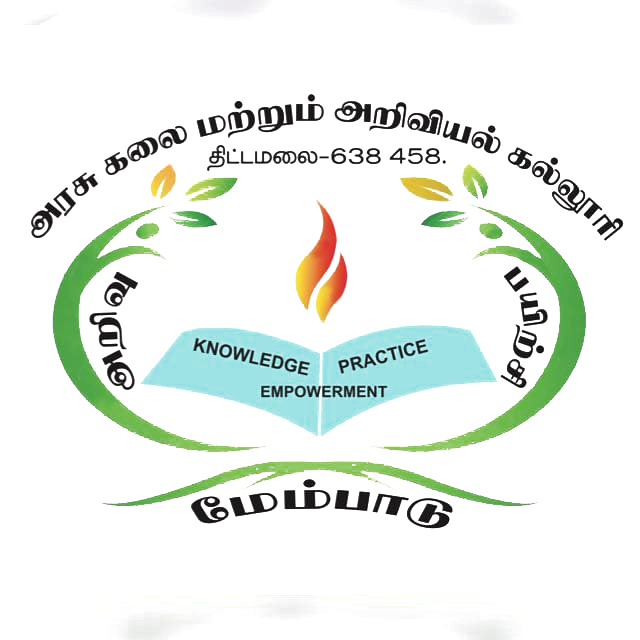 அரசு கலை மற்றும் அறிவியல் கல்லூரி
திட்டமலை-638 458.
அறிவு
பயிற்சி
KNOWLEDGE PRACTICE
EMPOWERMENT
மேம்பாடு